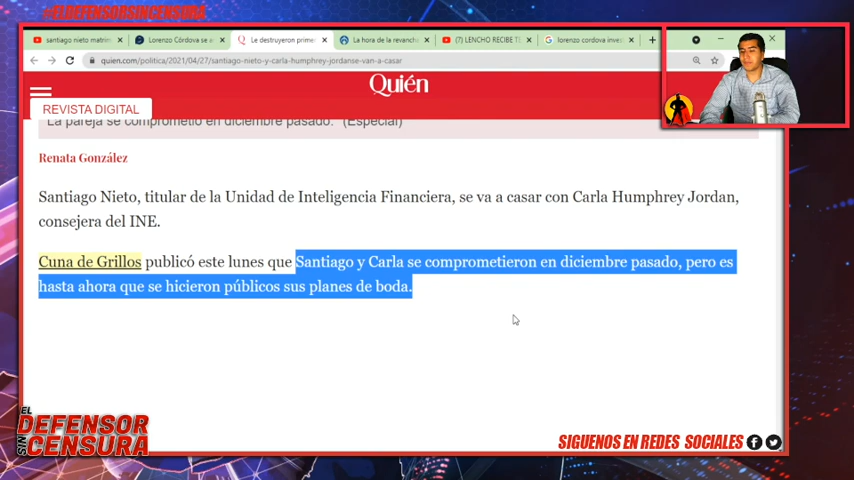 #ELDEFENSORSINCENSURA
santiago nieto matrim
Lorenzo Córdova se a
Le destruyeron prime
La hora de la revanch
(7) LENCHO RECIBE T
lorenzo cordova inves
quien.com/politica/2021/04/27/santiago-nieto-y-carla-humphrey-jordanse-van-a-casar
Quién
REVISTA DIGITAL
La pareja se comprometió en diciembre pasado. (Especial)
Renata González
Santiago Nieto, titular de la Unidad de Inteligencia Financiera, se va a casar con Carla Humphrey Jordan,
consejera del INE.
Cuna de Grillos publicó este lunes que Santiago y Carla se comprometieron en diciembre pasado, pero es
hasta ahora que se hicieron públicos sus planes de boda.
EL
DEFENSOR
SIN CENSURA
SIGUENOS EN REDES SOCIALES